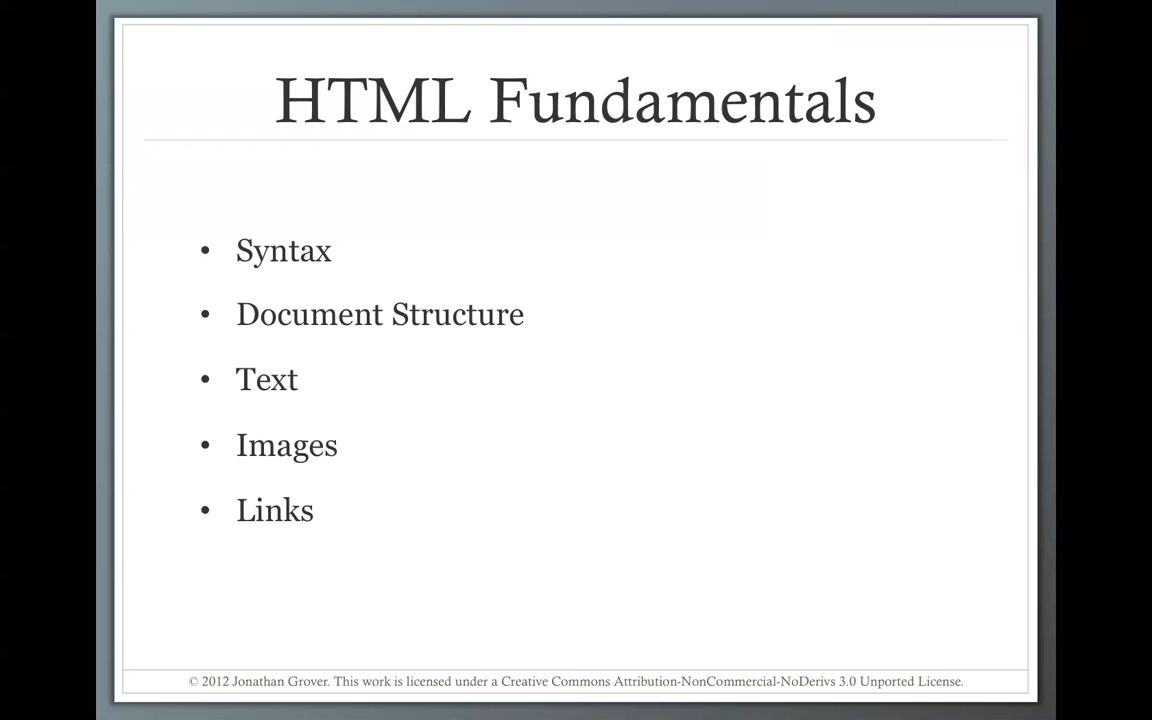 HTML Fundamentals
• Syntax
• Document Structure
• Text
• Images
• Links
© 2012 Jonathan Grover. This work is licensed under a Creative Commons Attribution-NonCommercial-NoDerivs 3.0 Unported License.